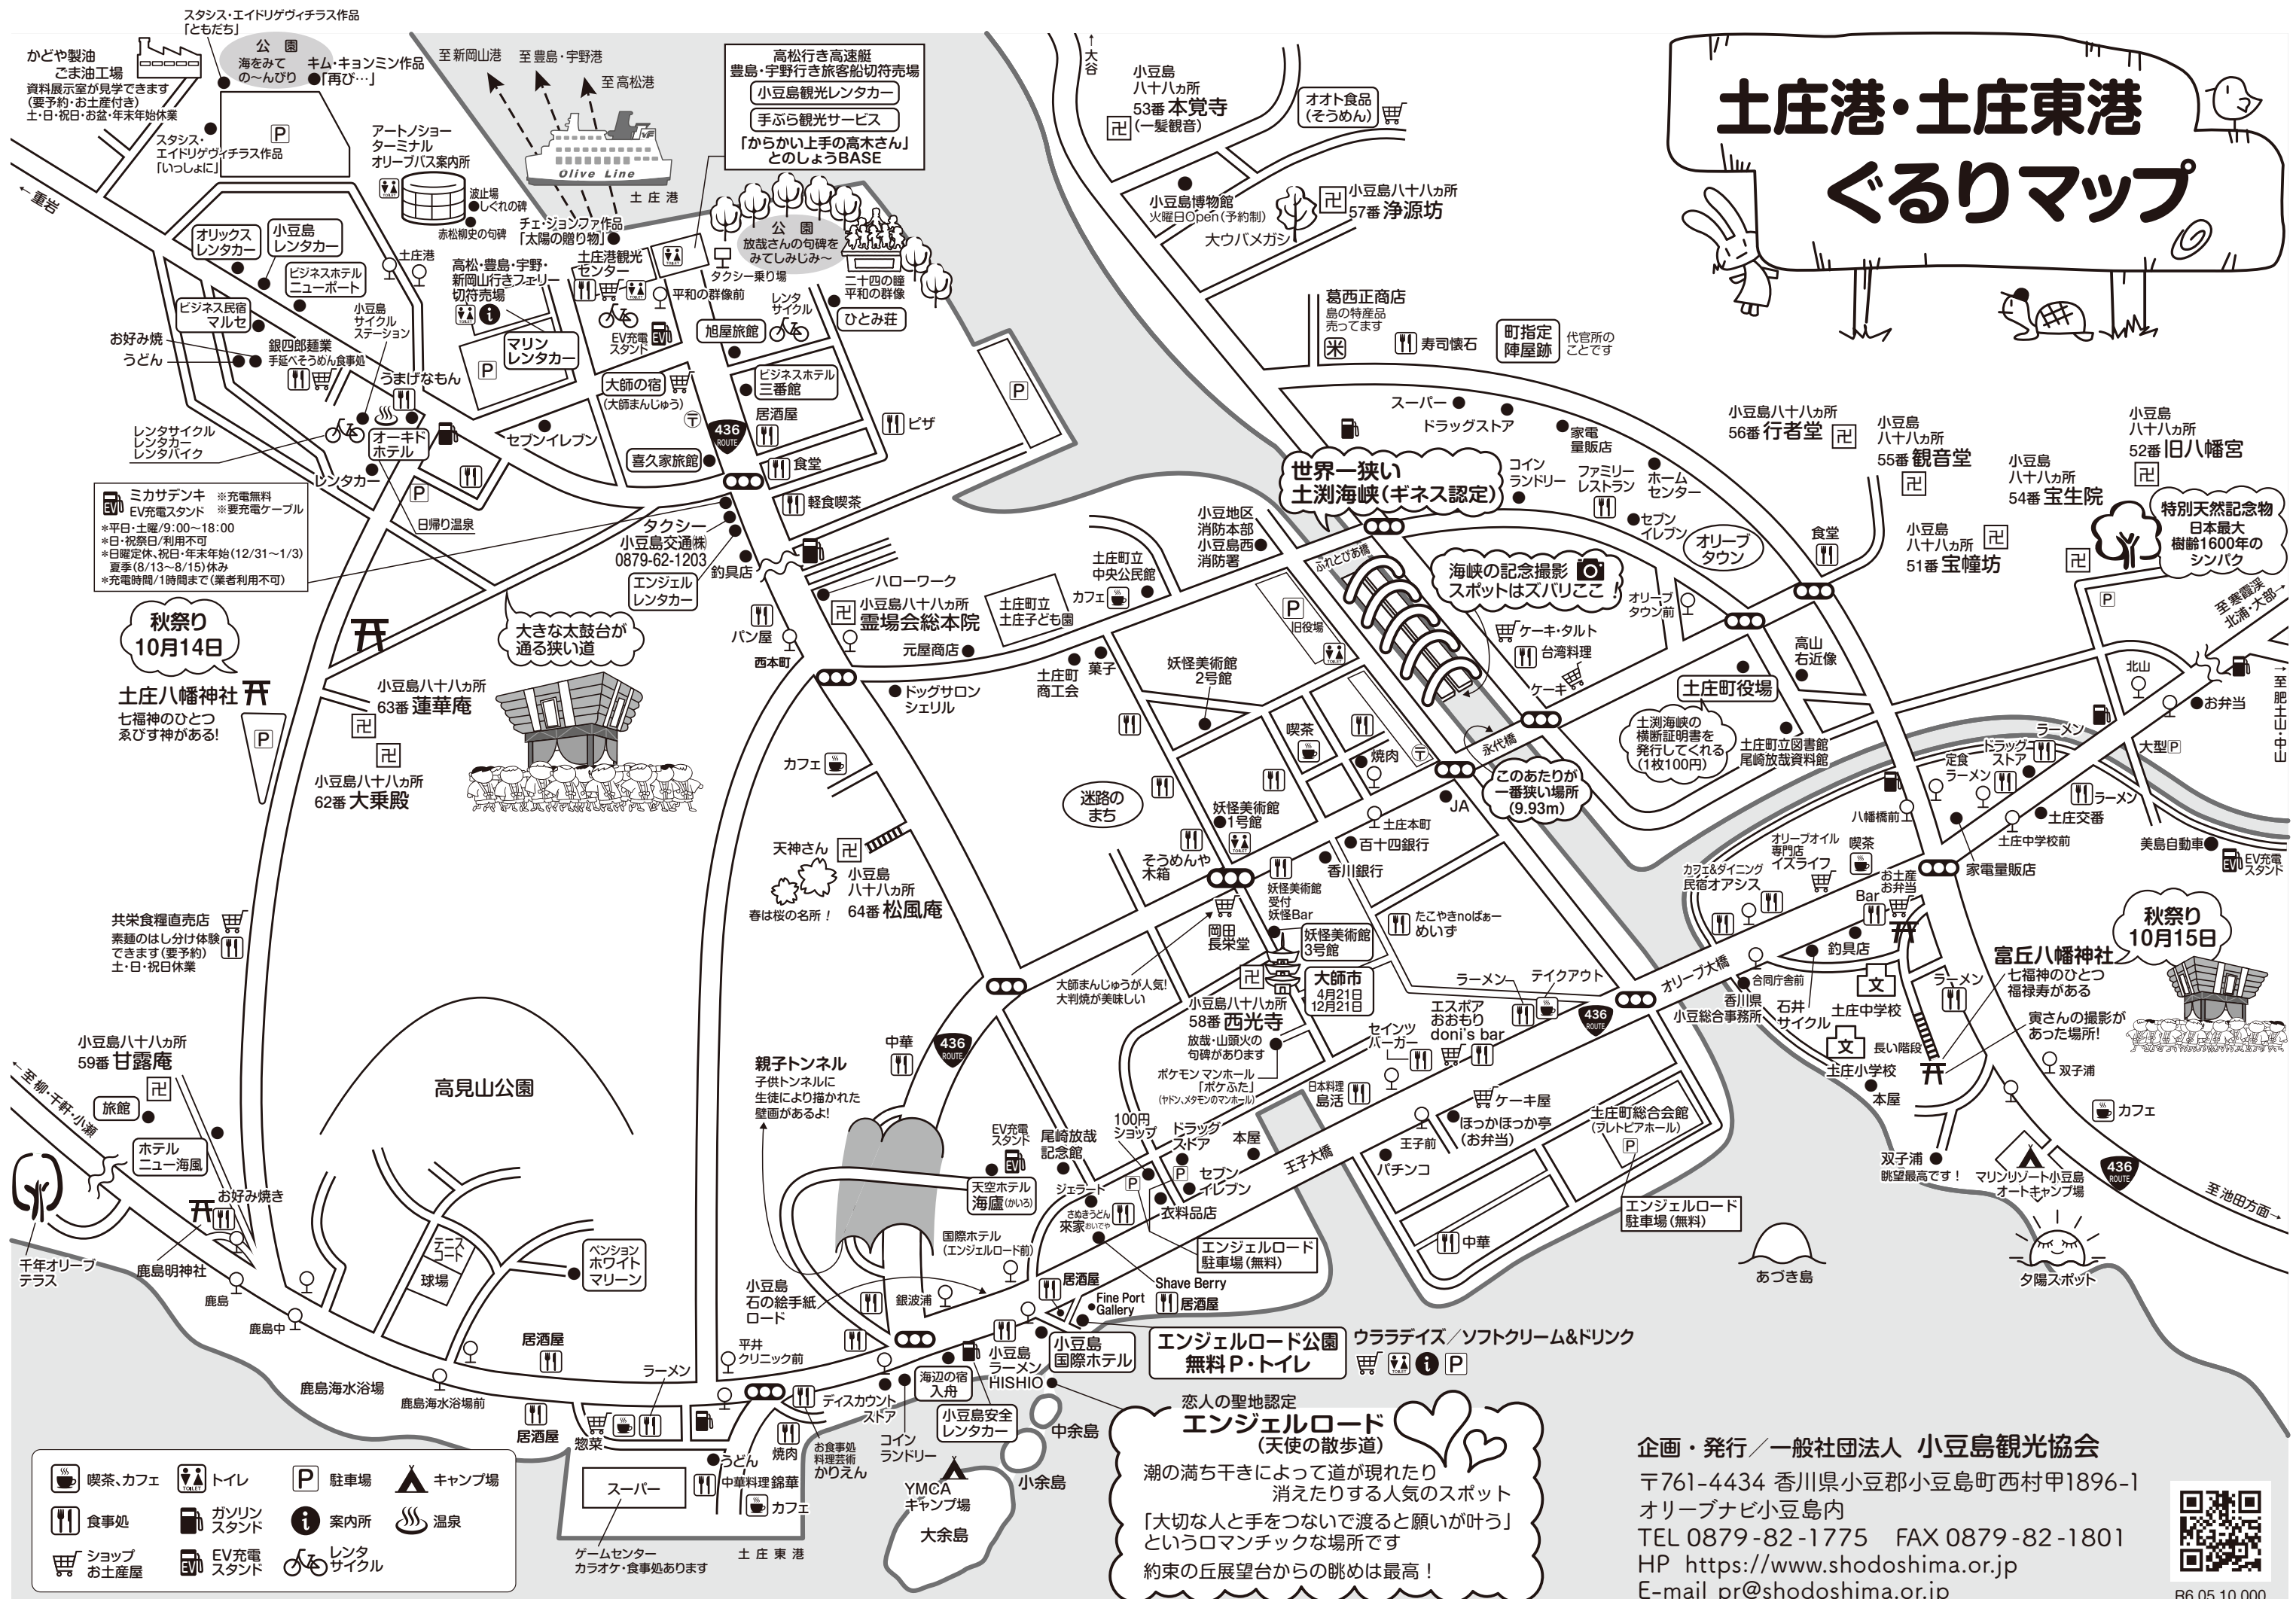 土庄港・土庄東港
ぐるりマップ
スタシス・エイドリゲヴィチラス作品
「ともだち」
かどや製油
ごま油工場
資料展示室が見学できます
(要予約・お土産付き)
土・日・祝日・お盆・年末年始休業
公園
海をみて
の〜んびり
キム・キョンミン作品
「再び…」
P
スタシス・
エイドリゲヴィチラス作品
「いっしょに」
←重岩
アートノショー
ターミナル
オリーブバス案内所
波止場
しぐれの碑
赤松柳史の句碑
至 新岡山港
至 豊島・宇野港
至 高松港
Olive Line
土庄港
チェ・ジョンファ作品
「太陽の贈り物」
高松行き高速艇
豊島・宇野行き旅客船切符売場
小豆島観光レンタカー
手ぶら観光サービス
「からかい上手の高木さん」
とのしょうBASE
公園
放哉さんの句碑を
みてしみじみ〜
二十四の瞳
平和の群像
タクシー乗り場
平和の群像前
オリックス
レンタカー
小豆島
レンタカー
ビジネスホテル
ニューポート
ビジネス民宿
マルセ
土庄港
高松・豊島・宇野・
新岡山行きフェリー
切符売場
土庄港観光
センター
EV充電
スタンド
マリン
レンタカー
レンタ
サイクル
旭屋旅館
ひとみ荘
お好み焼
うどん
銀四郎麺業
手延べそうめん食事処
小豆島
サイクル
ステーション
うまげなもん
オーキド
ホテル
レンタサイクル
レンタカー
レンタバイク
レンタカー
日帰り温泉
セブンイレブン
大師の宿
(大師まんじゅう)
喜久家旅館
ビジネスホテル
三番館
居酒屋
ピザ
食堂
軽食喫茶
436
ROUTE
ミカサデンキ
EV充電スタンド
※充電無料
※要充電ケーブル
＊平日・土曜/9:00〜18:00
＊日・祝祭日/利用不可
＊日曜定休、祝日・年末年始(12/31〜1/3)
夏季(8/13〜8/15)休み
＊充電時間/1時間まで(業者利用不可)
タクシー
小豆島交通㈱
0879-62-1203
エンジェル
レンタカー
釣具店
ハローワーク
小豆島八十八ヵ所
霊場会総本院
パン屋
西本町
元屋商店
ドッグサロン
シェリル
秋祭り
10月14日
土庄八幡神社
七福神のひとつ
ゑびす神がある!
大きな太鼓台が
通る狭い道
小豆島八十八ヵ所
63番 蓮華庵
小豆島八十八ヵ所
62番 大乗殿
共栄食糧直売店
素麺のはし分け体験
できます(要予約)
土・日・祝日休業
カフェ
天神さん
春は桜の名所！
小豆島
八十八ヵ所
64番 松風庵
←大谷
小豆島
八十八ヵ所
53番 本覚寺
(一髪観音)
オオト食品
(そうめん)
小豆島博物館
火曜日Open(予約制)
大ウバメガシ
小豆島八十八ヵ所
57番 浄源坊
葛西正商店
島の特産品
売ってます
米
寿司懐石
町指定
陣屋跡
代官所の
ことです
スーパー
ドラッグストア
家電
量販店
世界一狭い
土渕海峡(ギネス認定)
コイン
ランドリー
ファミリー
レストラン
ホーム
センター
セブン
イレブン
オリーブ
タウン
オリーブ
タウン前
食堂
小豆地区
消防本部
小豆島西
消防署
ふれとぴあ橋
海峡の記念撮影
スポットはズバリここ！
ケーキ・タルト
台湾料理
ケーキ
土庄町立
中央公民館
カフェ
土庄町立
土庄子ども園
旧役場
土庄町
商工会
菓子
妖怪美術館
2号館
喫茶
焼肉
永代橋
迷路の
まち
妖怪美術館
1号館
JA
土庄本町
百十四銀行
香川銀行
そうめんや
木箱
このあたりが
一番狭い場所
(9.93m)
土庄町役場
土渕海峡の
横断証明書を
発行してくれる
(1枚100円)
土庄町立図書館
尾崎放哉資料館
高山
右近像
小豆島八十八ヵ所
56番 行者堂
小豆島
八十八ヵ所
55番 観音堂
小豆島
八十八ヵ所
54番 宝生院
小豆島
八十八ヵ所
52番 旧八幡宮
小豆島
八十八ヵ所
51番 宝幢坊
特別天然記念物
日本最大
樹齢1600年の
シンパク
至寒霞渓
北浦・大部→
→至肥土山・中山
北山
お弁当
大型P
ラーメン
ドラッグ
ストア
定食
ラーメン
ラーメン
土庄交番
土庄中学校前
八幡橋前
家電量販店
美島自動車
EV充電
スタンド
オリーブオイル
専門店
イズライフ
喫茶
カフェ&ダイニング
民宿オアシス
お土産
お弁当
Bar
釣具店
合同庁舎前
香川県
小豆総合事務所
石井
サイクル
土庄中学校
文
長い階段
土庄小学校
本屋
ラーメン
富丘八幡神社
七福神のひとつ
福禄寿がある
寅さんの撮影が
あった場所!
秋祭り
10月15日
双子浦
カフェ
双子浦
眺望最高です！
マリンリゾート小豆島
オートキャンプ場
夕陽スポット
至池田方面→
岡田
長栄堂
大師まんじゅうが人気!
大判焼が美味しい
妖怪美術館
受付
妖怪Bar
妖怪美術館
3号館
大師市
4月21日
12月21日
たこやきnoばぁー
めいず
小豆島八十八ヵ所
58番 西光寺
放哉・山頭火の
句碑があります
ポケモン マンホール
「ポケふた」
(ヤドン、メタモンのマンホール)
セインツ
バーガー
エスポア
おおもり
doni's bar
ラーメン
テイクアウト
オリーブ大橋
日本料理
島活
ケーキ屋
ほっかほっか亭
(お弁当)
王子前
パチンコ
土庄町総合会館
(フレトピアホール)
中華
エンジェルロード
駐車場(無料)
あづき島
王子大橋
100円
ショップ
ドラッグ
ストア
本屋
セブン
イレブン
衣料品店
エンジェルロード
駐車場(無料)
小豆島八十八ヵ所
59番 甘露庵
旅館
ホテル
ニュー海風
←至 柳・千軒・小瀬
千年オリーブ
テラス
お好み焼き
鹿島明神社
鹿島
鹿島中
高見山公園
テニス
コート
球場
ペンション
ホワイト
マリーン
鹿島海水浴場
鹿島海水浴場前
居酒屋
居酒屋
惣菜
ラーメン
平井
クリニック前
親子トンネル
子供トンネルに
生徒により描かれた
壁画があるよ!
中華
EV充電
スタンド
尾崎放哉
記念館
天空ホテル
海廬(かいろ)
ジェラート
さぬきうどん
來家おいでや
国際ホテル
(エンジェルロード前)
小豆島
石の絵手紙
ロード
銀波浦
居酒屋
Fine Port
Gallery
Shave Berry
居酒屋
小豆島
国際ホテル
小豆島
ラーメン
HISHIO
海辺の宿
入舟
小豆島安全
レンタカー
ディスカウント
ストア
コイン
ランドリー
焼肉
お食事処
料理芸術
かりえん
うどん
中華料理 錦華
カフェ
スーパー
ゲームセンター
カラオケ・食事処あります
土庄東港
YMCA
キャンプ場
大余島
小余島
中余島
エンジェルロード公園
無料P・トイレ
ウララデイズ／ソフトクリーム&ドリンク
恋人の聖地認定
エンジェルロード
(天使の散歩道)
潮の満ち干きによって道が現れたり
消えたりする人気のスポット
「大切な人と手をつないで渡ると願いが叶う」
というロマンチックな場所です
約束の丘展望台からの眺めは最高！
喫茶、カフェ
トイレ
駐車場
キャンプ場
食事処
ガソリン
スタンド
案内所
温泉
ショップ
お土産屋
EV充電
スタンド
レンタ
サイクル
企画・発行／一般社団法人 小豆島観光協会
〒761-4434 香川県小豆郡小豆島町西村甲1896-1
オリーブナビ小豆島内
TEL 0879-82-1775 FAX 0879-82-1801
HP https://www.shodoshima.or.jp
E-mail pr@shodoshima.or.jp
R6.05.10,000